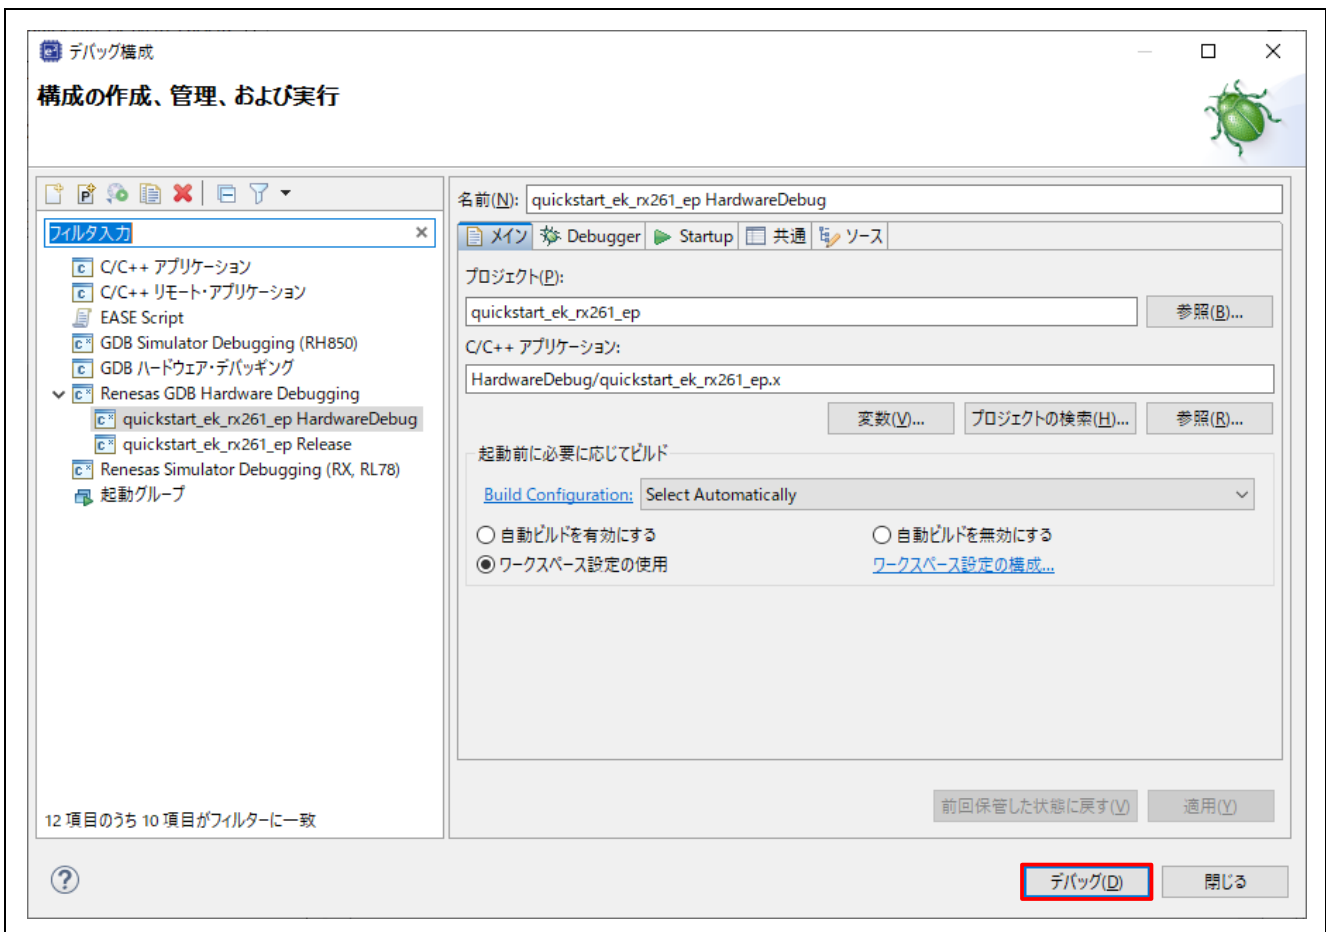 デバッグ構成
構成の作成、管理、および実行
フィルタ入力
C/C++ アプリケーション
C/C++ リモート・アプリケーション
EASE Script
GDB Simulator Debugging (RH850)
GDB ハードウェア・デバッギング
Renesas GDB Hardware Debugging
quickstart_ek_rx261_ep HardwareDebug
quickstart_ek_rx261_ep Release
Renesas Simulator Debugging (RX, RL78)
起動グループ
12 項目のうち 10 項目がフィルターに一致
名前(N): quickstart_ek_rx261_ep HardwareDebug
メイン Debugger Startup 共通 ソース
プロジェクト(P):
quickstart_ek_rx261_ep 参照(B)...
C/C++ アプリケーション:
HardwareDebug/quickstart_ek_rx261_ep.x
変数(V)... プロジェクトの検索(H)... 参照(R)...
起動前に必要に応じてビルド
Build Configuration: Select Automatically
自動ビルドを有効にする 自動ビルドを無効にする
ワークスペース設定の使用 ワークスペース設定の構成...
前回保管した状態に戻す(V) 適用(Y)
デバッグ(D) 閉じる